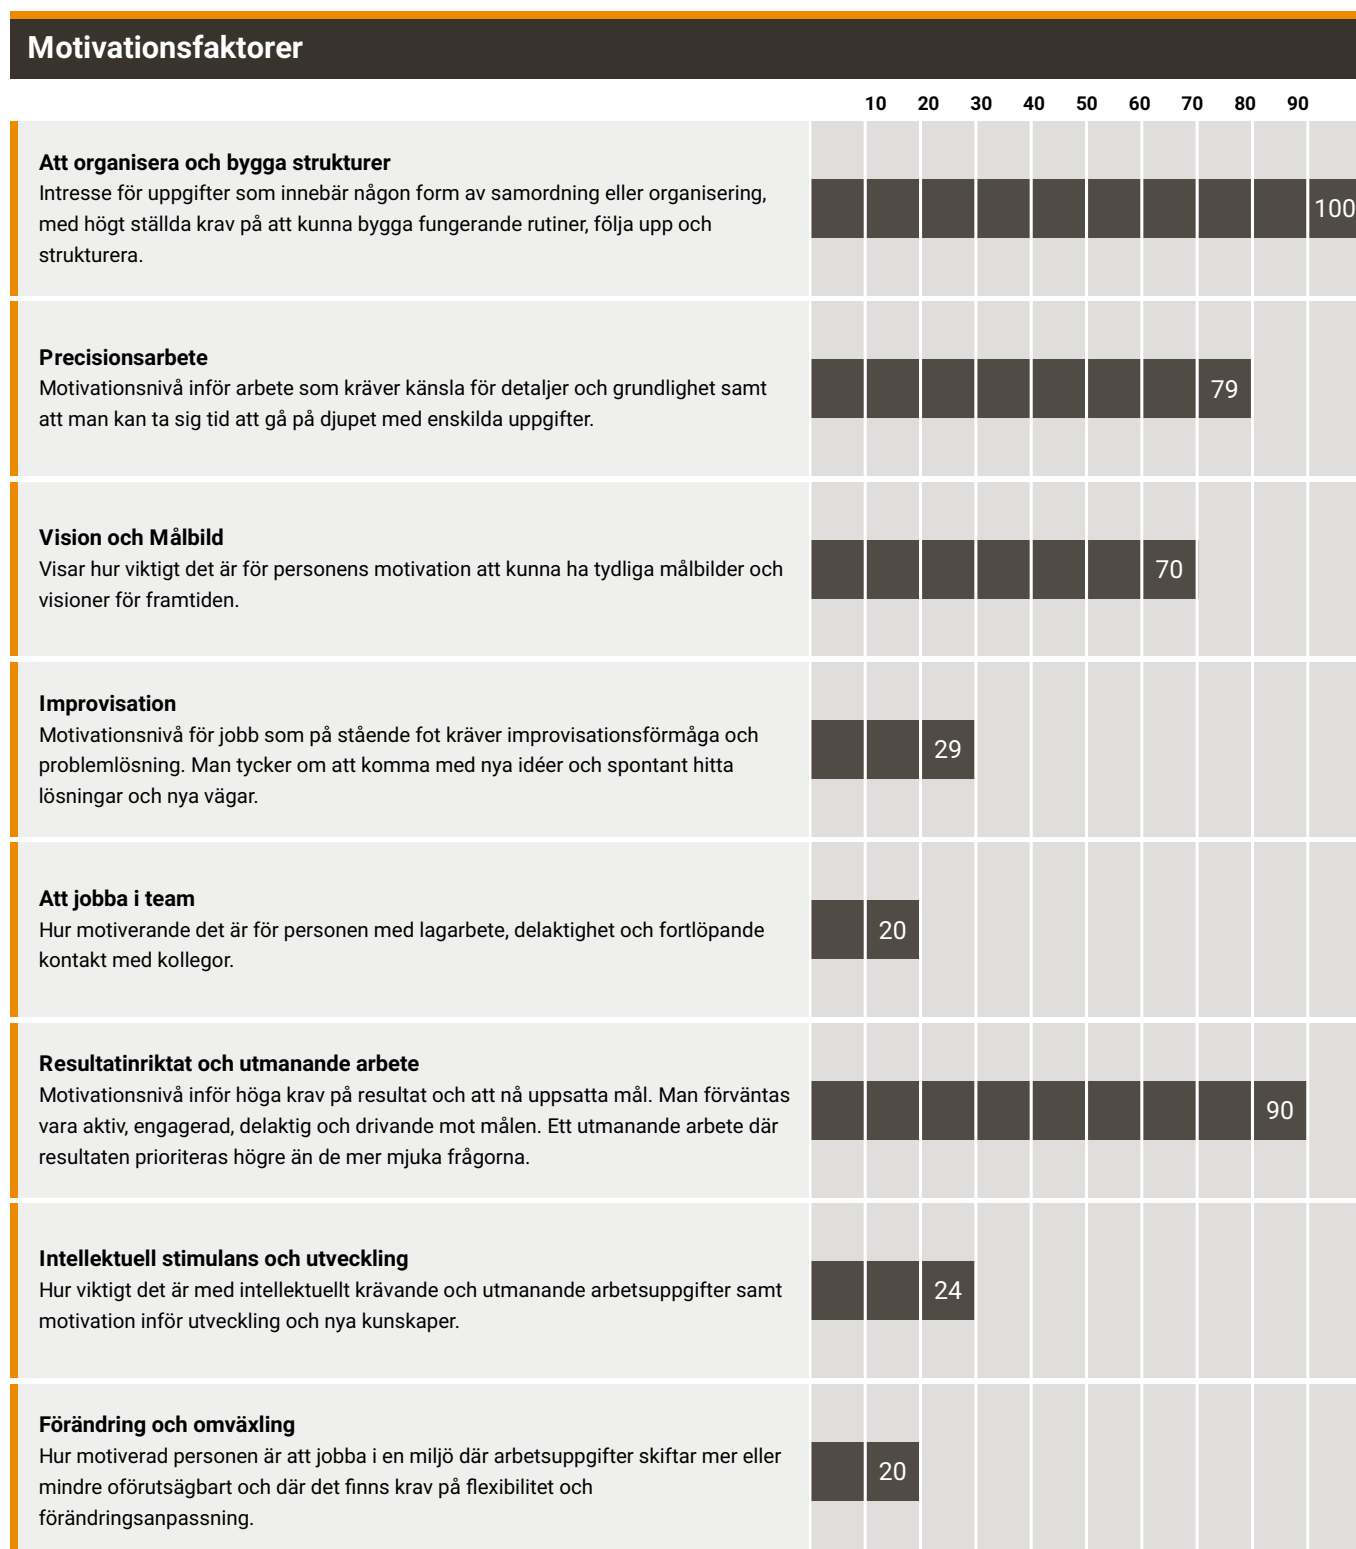 Motivationsfaktorer
10 20 30 40 50 60 70 80 90
Att organisera och bygga strukturer
Intresse för uppgifter som innebär någon form av samordning eller organisering,
med högt ställda krav på att kunna bygga fungerande rutiner, följa upp och
strukturera.
100
Precisionsarbete
Motivationsnivå inför arbete som kräver känsla för detaljer och grundlighet samt
att man kan ta sig tid att gå på djupet med enskilda uppgifter.
79
Vision och Målbild
Visar hur viktigt det är för personens motivation att kunna ha tydliga målbilder och
visioner för framtiden.
70
Improvisation
Motivationsnivå för jobb som på stående fot kräver improvisationsförmåga och
problemlösning. Man tycker om att komma med nya idéer och spontant hitta
lösningar och nya vägar.
29
Att jobba i team
Hur motiverande det är för personen med lagarbete, delaktighet och fortlöpande
kontakt med kollegor.
20
Resultatinriktat och utmanande arbete
Motivationsnivå inför höga krav på resultat och att nå uppsatta mål. Man förväntas
vara aktiv, engagerad, delaktig och drivande mot målen. Ett utmanande arbete där
resultaten prioriteras högre än de mer mjuka frågorna.
90
Intellektuell stimulans och utveckling
Hur viktigt det är med intellektuellt krävande och utmanande arbetsuppgifter samt
motivation inför utveckling och nya kunskaper.
24
Förändring och omväxling
Hur motiverad personen är att jobba i en miljö där arbetsuppgifter skiftar mer eller
mindre oförutsägbart och där det finns krav på flexibilitet och
förändringsanpassning.
20